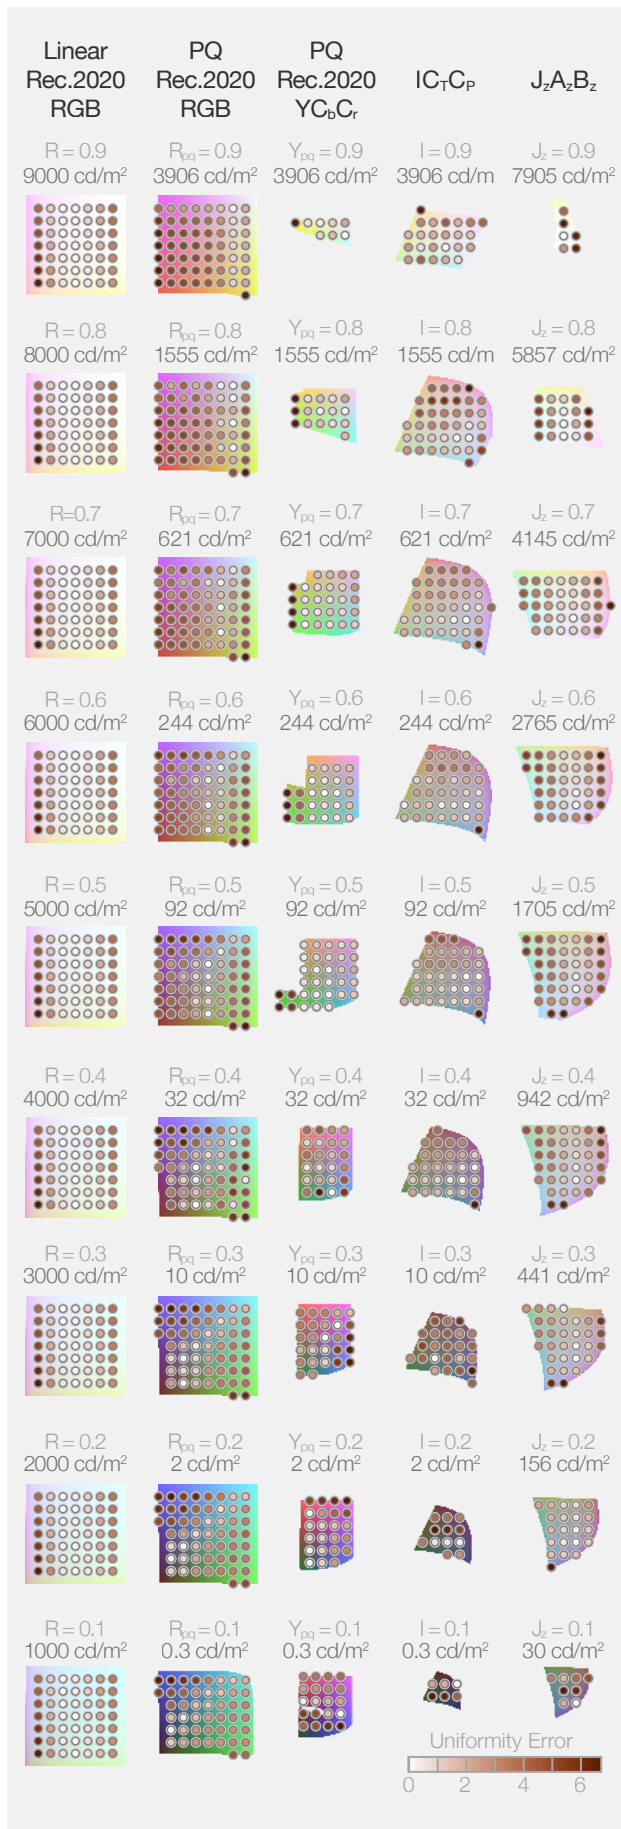 Linear Rec.2020 RGB
PQ Rec.2020 RGB
PQ Rec.2020 YCbCr
ICTCP
JzAzBz
R = 0.9 Rpq = 0.9 Ypq = 0.9 I = 0.9 Jz = 0.9
9000 cd/m² 3906 cd/m² 3906 cd/m² 3906 cd/m 7905 cd/m²
R = 0.8 Rpq = 0.8 Ypq = 0.8 I = 0.8 Jz = 0.8
8000 cd/m² 1555 cd/m² 1555 cd/m² 1555 cd/m 5857 cd/m²
R=0.7 Rpq = 0.7 Ypq = 0.7 I = 0.7 Jz = 0.7
7000 cd/m² 621 cd/m² 621 cd/m² 621 cd/m² 4145 cd/m²
R = 0.6 Rpq = 0.6 Ypq = 0.6 I = 0.6 Jz = 0.6
6000 cd/m² 244 cd/m² 244 cd/m² 244 cd/m² 2765 cd/m²
R = 0.5 Rpq = 0.5 Ypq = 0.5 I = 0.5 Jz = 0.5
5000 cd/m² 92 cd/m² 92 cd/m² 92 cd/m² 1705 cd/m²
R = 0.4 Rpq = 0.4 Ypq = 0.4 I = 0.4 Jz = 0.4
4000 cd/m² 32 cd/m² 32 cd/m² 32 cd/m² 942 cd/m²
R = 0.3 Rpq = 0.3 Ypq = 0.3 I = 0.3 Jz = 0.3
3000 cd/m² 10 cd/m² 10 cd/m² 10 cd/m² 441 cd/m²
R = 0.2 Rpq = 0.2 Ypq = 0.2 I = 0.2 Jz = 0.2
2000 cd/m² 2 cd/m² 2 cd/m² 2 cd/m² 156 cd/m²
R = 0.1 Rpq = 0.1 Ypq = 0.1 I = 0.1 Jz = 0.1
1000 cd/m² 0.3 cd/m² 0.3 cd/m² 0.3 cd/m² 30 cd/m²
Uniformity Error
0 2 4 6